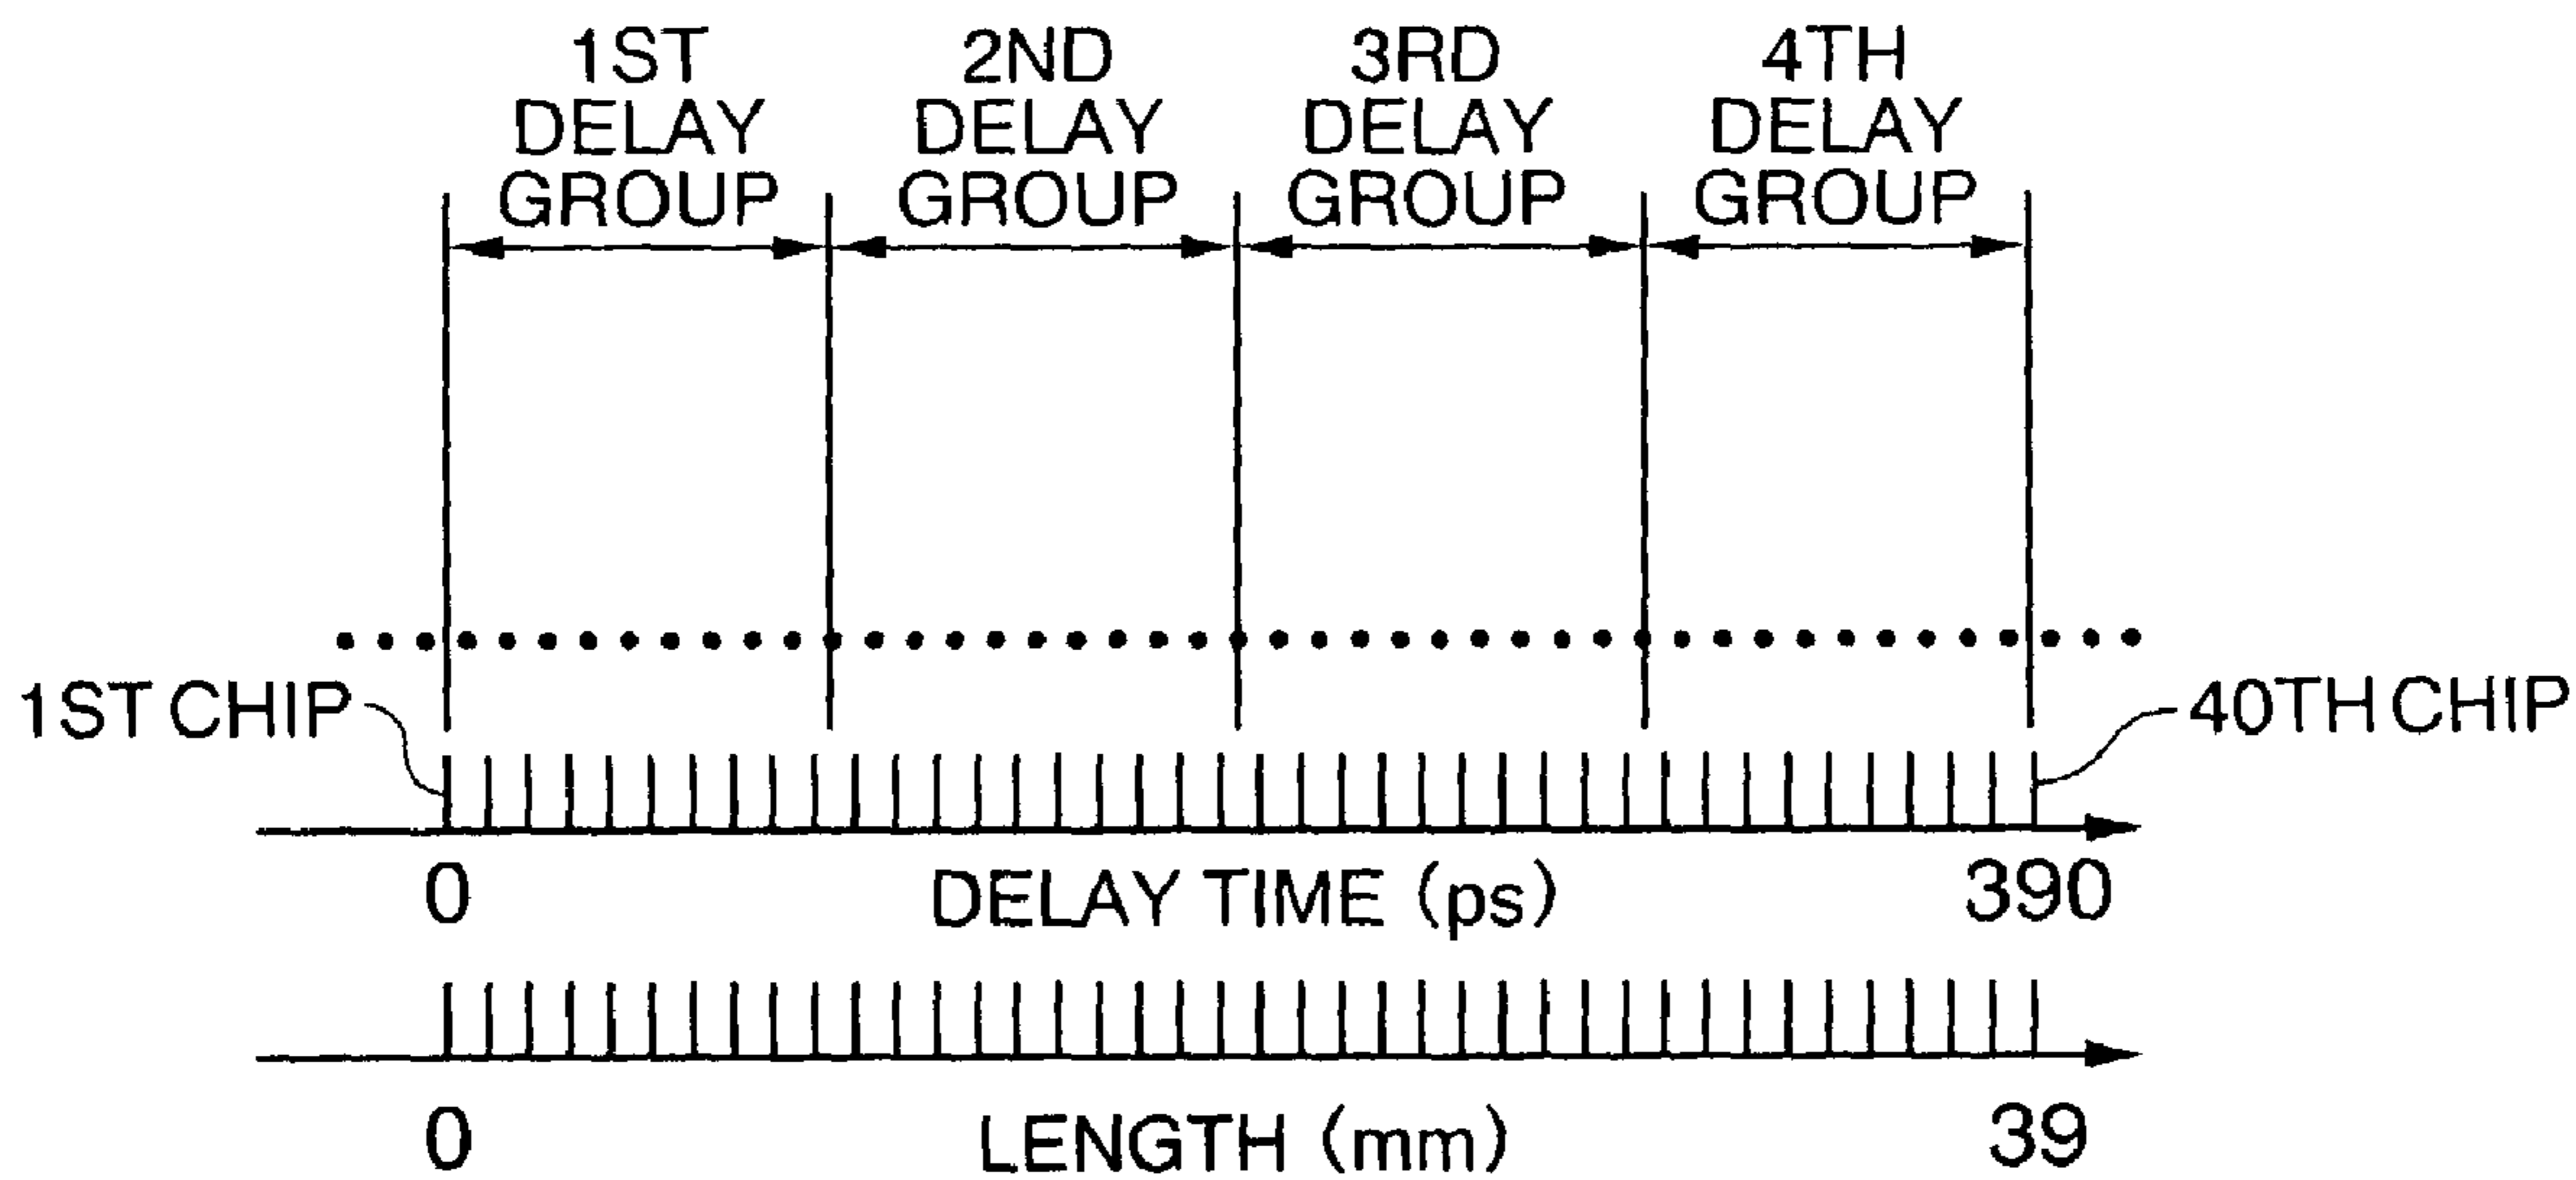 1ST
DELAY
GROUP
2ND
DELAY
GROUP
3RD
DELAY
GROUP
4TH
DELAY
GROUP
1ST CHIP
40TH CHIP
0
DELAY TIME (ps)
390
0
LENGTH (mm)
39